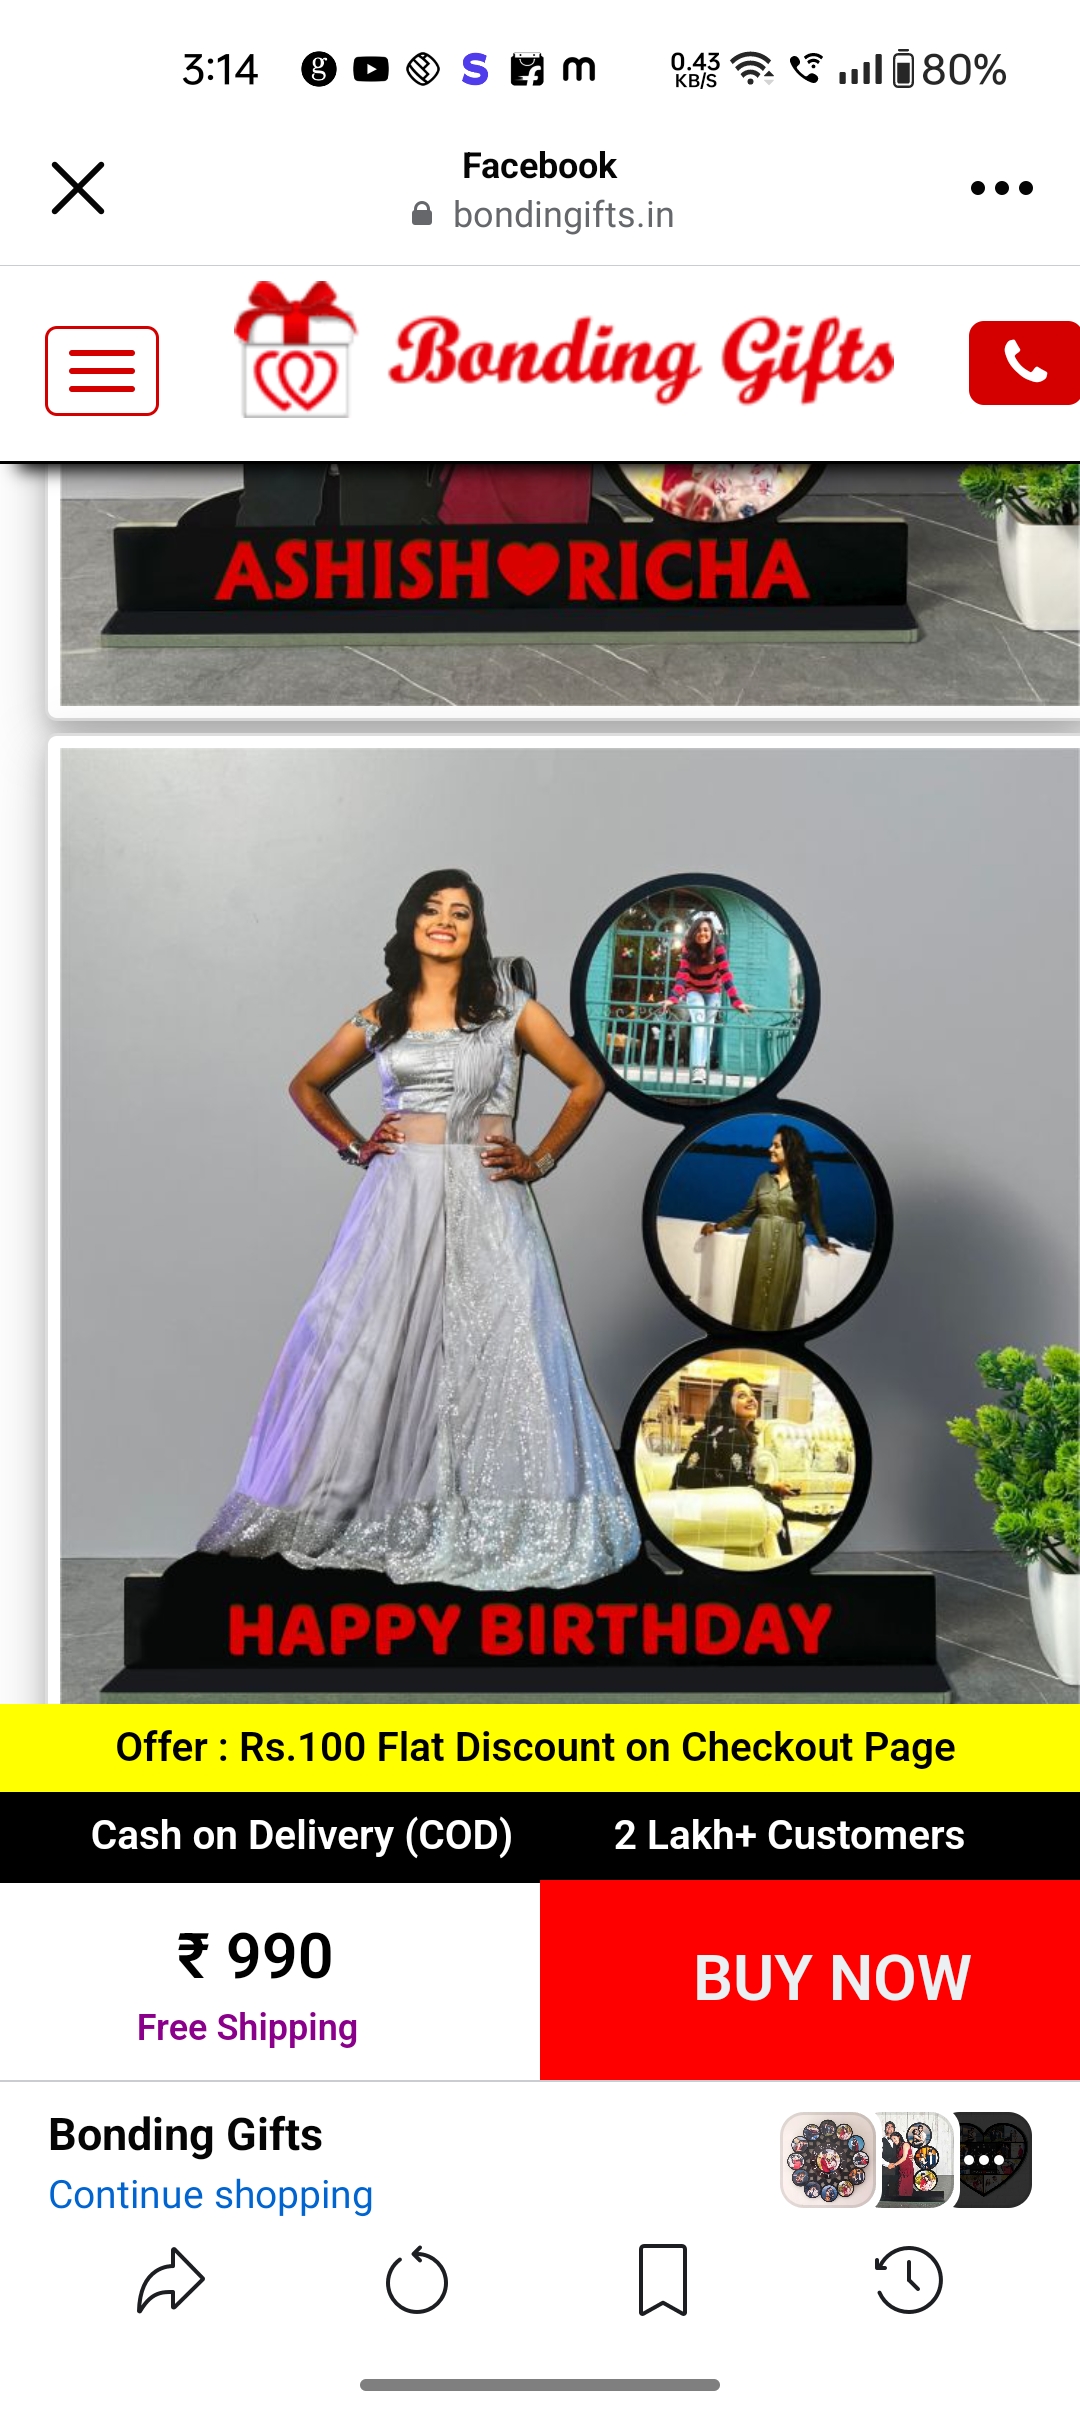 3:14
0.43
KB/S
80%
Facebook
bondingifts.in
Bonding Gifts
ASHISH❤RICHA
HAPPY BIRTHDAY
Offer : Rs.100 Flat Discount on Checkout Page
Cash on Delivery (COD)
2 Lakh+ Customers
₹ 990
Free Shipping
BUY NOW
Bonding Gifts
Continue shopping